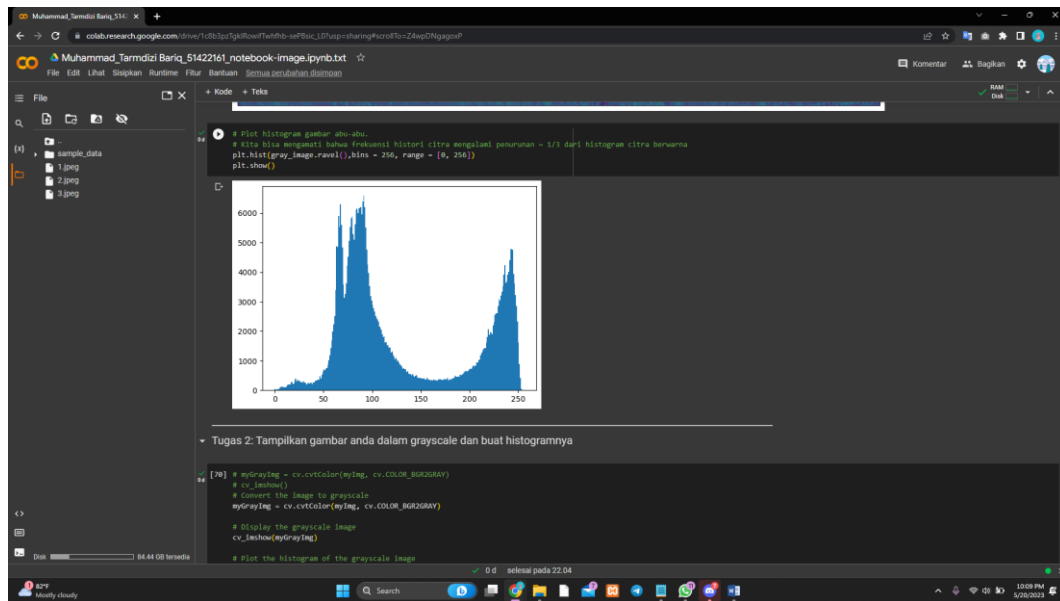 Muhammad_Tarmdizi Bariq_514
colab.research.google.com/drive/1c8b3pzTgklRowifTwhfhb-sePBsic_L0?usp=sharing#scrollTo=Z4wpDNgagoxP
Muhammad_Tarmdizi Bariq_51422161_notebook-image.ipynb.txt
Komentar
Bagikan
File Edit Lihat Sisipkan Runtime Fitur Bantuan Semua perubahan disimpan
File
+ Kode + Teks
RAM
Disk
..
sample_data
1.jpeg
2.jpeg
3.jpeg
{x}
0d
# Plot histogram gambar abu-abu.
# Kita bisa mengamati bahwa frekuensi histori citra mengalami penurunan ~ 1/3 dari histogram citra berwarna
plt.hist(gray_image.ravel(),bins = 256, range = [0, 256])
plt.show()
6000
5000
4000
3000
2000
1000
0
0 50 100 150 200 250
Tugas 2: Tampilkan gambar anda dalam grayscale dan buat histogramnya
[70] # myGrayImg = cv.cvtColor(myImg, cv.COLOR_BGR2GRAY)
0d
# cv_imshow()
# Convert the image to grayscale
myGrayImg = cv.cvtColor(myImg, cv.COLOR_BGR2GRAY)
# Display the grayscale image
cv_imshow(myGrayImg)
# Plot the histogram of the grayscale image
Disk 84.44 GB tersedia
0 d selesai pada 22.04
82°F
Mostly cloudy
Search
10:09 PM
5/20/2023